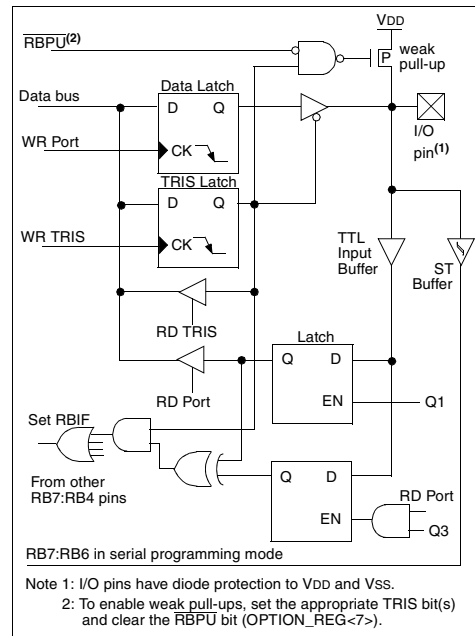 VDD
RBPU(2)
P
weak
pull-up
Data Latch
Data bus
D
Q
I/O
pin(1)
WR Port
CK
TRIS Latch
D
Q
WR TRIS
CK
TTL
Input
Buffer
ST
Buffer
RD TRIS
Latch
Q
D
RD Port
EN
Q1
Set RBIF
From other
RB7:RB4 pins
Q
D
RD Port
EN
Q3
RB7:RB6 in serial programming mode
Note 1: I/O pins have diode protection to VDD and VSS.
2: To enable weak pull-ups, set the appropriate TRIS bit(s)
and clear the RBPU bit (OPTION_REG<7>).